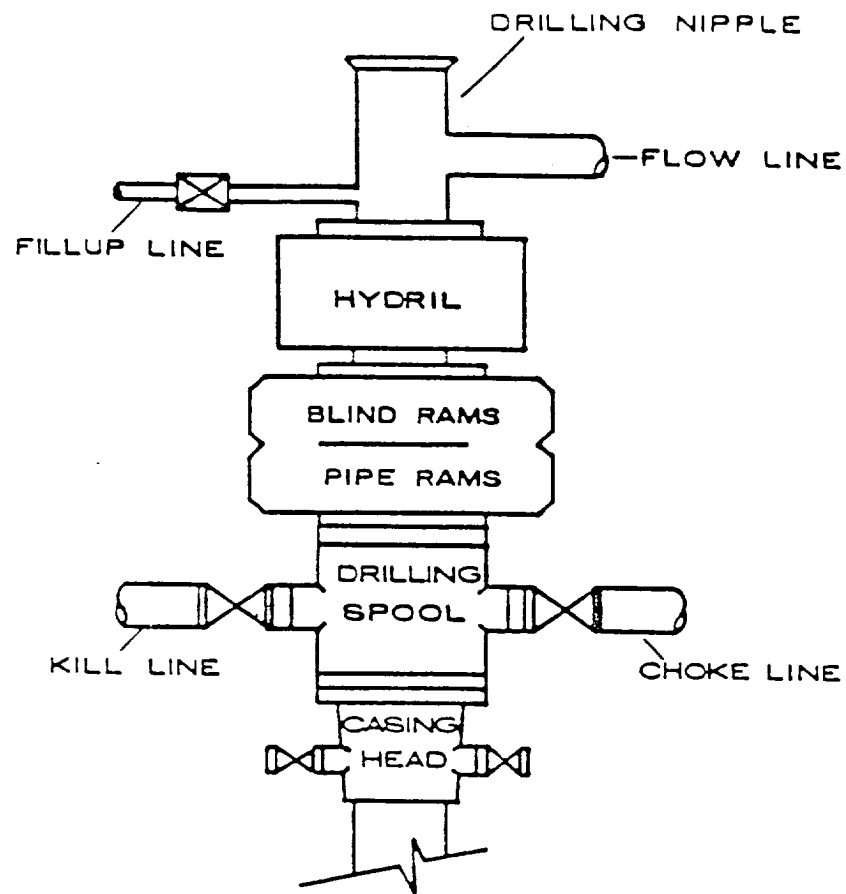 DRILLING NIPPLE
FLOW LINE
FILLUP LINE
HYDRIL
BLIND RAMS
PIPE RAMS
DRILLING
SPOOL
KILL LINE
CHOKE LINE
CASING
HEAD